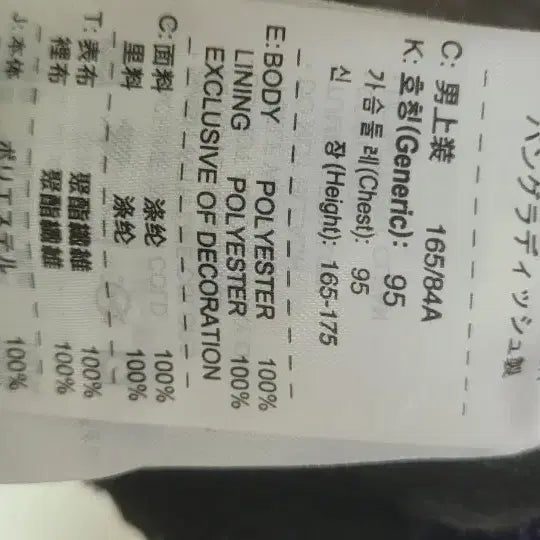 バングラディッシュ製
C: 男上装 165/84A
K: 호칭(Generic): 95
가슴둘레(Chest): 95
신 장(Height): 165-175
E: BODY POLYESTER 100%
LINING POLYESTER 100%
EXCLUSIVE OF DECORATION
C: 面料 涤纶 100%
里料 涤纶 100%
T: 表布 聚酯纖維 100%
裡布 聚酯纖維 100%
J: 本体 ポリエステル 100%